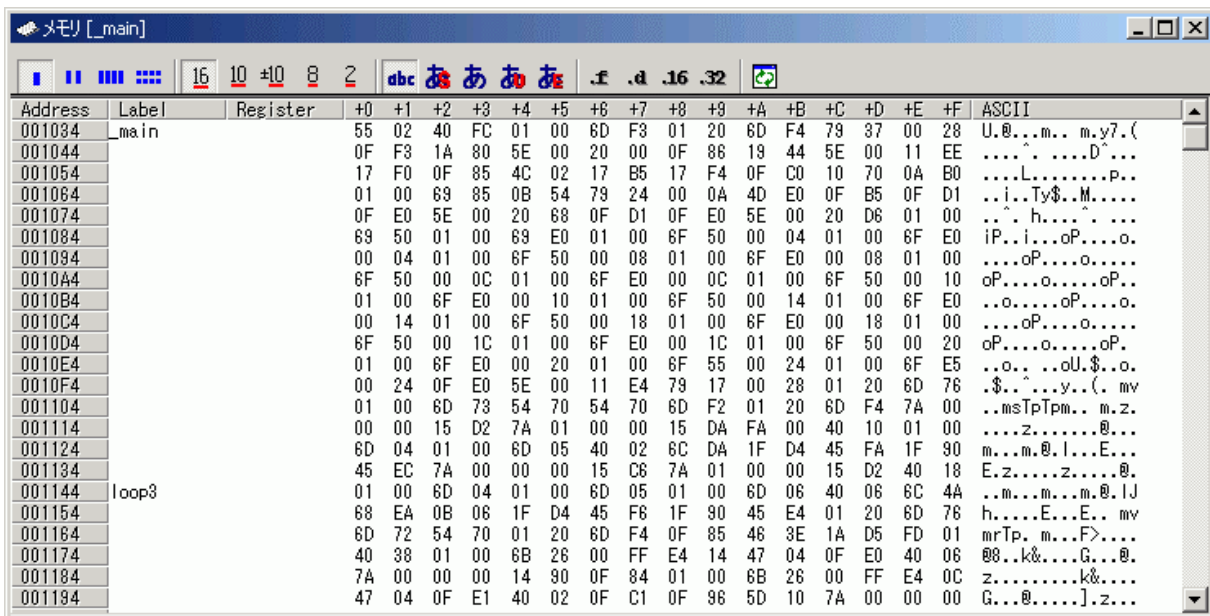 メモリ [_main]
16 10 ±10 8 2 abc あS あ あD あE .f .d .16 .32
Address Label Register +0 +1 +2 +3 +4 +5 +6 +7 +8 +9 +A +B +C +D +E +F ASCII
001034 _main 55 02 40 FC 01 00 6D F3 01 20 6D F4 79 37 00 28 U.@...m.. m.y7.(
001044 0F F3 1A 80 5E 00 20 00 0F 86 19 44 5E 00 11 EE ....^. ....D^...
001054 17 F0 0F 85 4C 02 17 B5 17 F4 0F C0 10 70 0A B0 ....L........p..
001064 01 00 69 85 0B 54 79 24 00 0A 4D E0 0F B5 0F D1 ..i..Ty$..M.....
001074 0F E0 5E 00 20 68 0F D1 0F E0 5E 00 20 D6 01 00 ..^. h....^. ...
001084 69 50 01 00 69 E0 01 00 6F 50 00 04 01 00 6F E0 iP..i...oP....o.
001094 00 04 01 00 6F 50 00 08 01 00 6F E0 00 08 01 00 ....oP....o.....
0010A4 6F 50 00 0C 01 00 6F E0 00 0C 01 00 6F 50 00 10 oP....o.....oP..
0010B4 01 00 6F E0 00 10 01 00 6F 50 00 14 01 00 6F E0 ..o.....oP....o.
0010C4 00 14 01 00 6F 50 00 18 01 00 6F E0 00 18 01 00 ....oP....o.....
0010D4 6F 50 00 1C 01 00 6F E0 00 1C 01 00 6F 50 00 20 oP....o.....oP.
0010E4 01 00 6F E0 00 20 01 00 6F 55 00 24 01 00 6F E5 ..o.. ..oU.$..o.
0010F4 00 24 0F E0 5E 00 11 E4 79 17 00 28 01 20 6D 76 .$..^...y..(. mv
001104 01 00 6D 73 54 70 54 70 6D F2 01 20 6D F4 7A 00 ..msTpTpm.. m.z.
001114 00 00 15 D2 7A 01 00 00 15 DA FA 00 40 10 01 00 ....z.......@...
001124 6D 04 01 00 6D 05 40 02 6C DA 1F D4 45 FA 1F 90 m...m.@.l...E...
001134 45 EC 7A 00 00 00 15 C6 7A 01 00 00 15 D2 40 18 E.z.....z.....@.
001144 loop3 01 00 6D 04 01 00 6D 05 01 00 6D 06 40 06 6C 4A ..m...m...m.@.lJ
001154 68 EA 0B 06 1F D4 45 F6 1F 90 45 E4 01 20 6D 76 h.....E...E.. mv
001164 6D 72 54 70 01 20 6D F4 0F 85 46 3E 1A D5 FD 01 mrTp. m...F>....
001174 40 38 01 00 6B 26 00 FF E4 14 47 04 0F E0 40 06 @8..k&....G...@.
001184 7A 00 00 00 14 90 0F 84 01 00 6B 26 00 FF E4 0C z.........k&....
001194 47 04 0F E1 40 02 0F C1 0F 96 5D 10 7A 00 00 00 G...@.....].z...